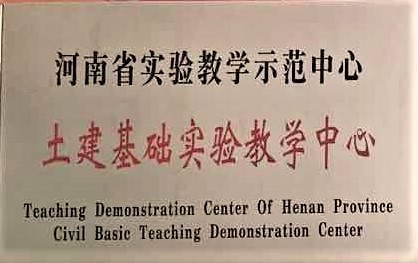 河南省实验教学示范中心
土建基础实验教学中心
Teaching Demonstration Center Of Henan Province
Civil Basic Teaching Demonstration Center